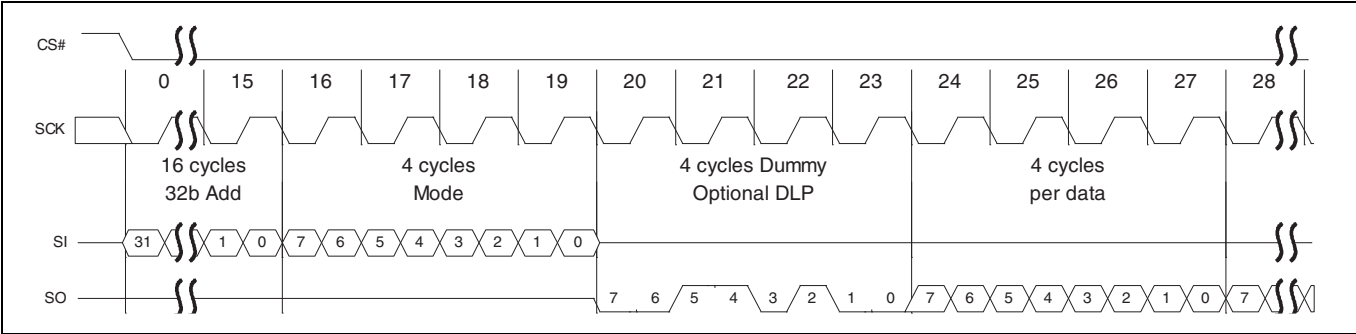 CS#
0 15 16 17 18 19 20 21 22 23 24 25 26 27 28
SCK
16 cycles 4 cycles 4 cycles Dummy 4 cycles
32b Add Mode Optional DLP per data
SI 31 1 0 7 6 5 4 3 2 1 0
SO 7 6 5 4 3 2 1 0 7 6 5 4 3 2 1 0 7